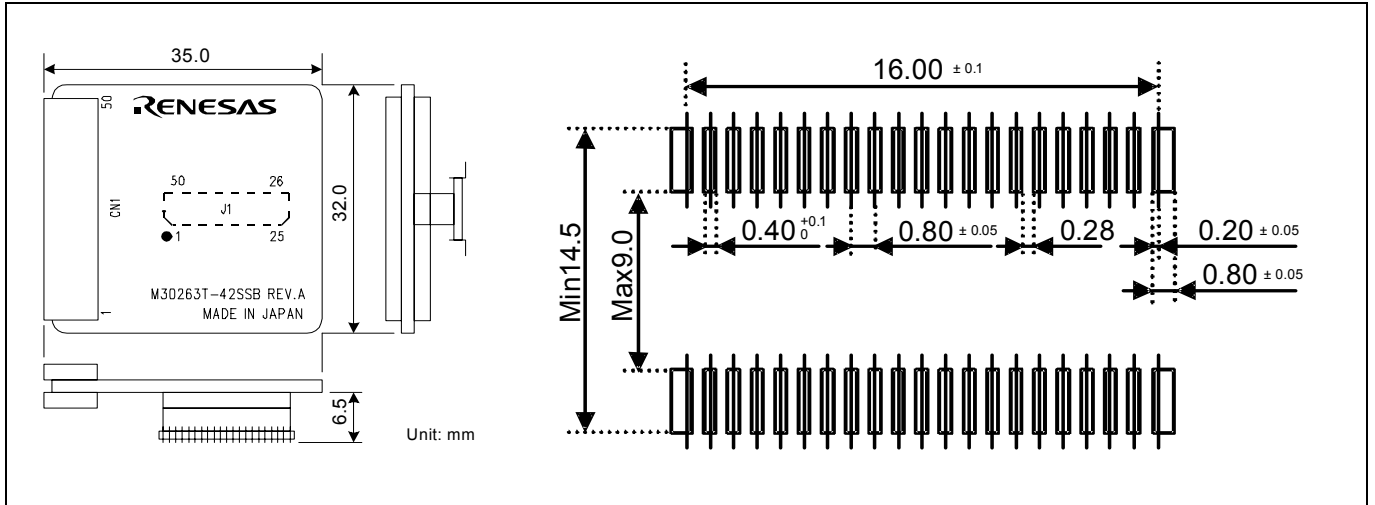 35.0
50
RENESAS
50 26
CN1
J1
1 25
32.0
M30263T-42SSB REV.A
MADE IN JAPAN
1
6.5
Unit: mm
16.00 ± 0.1
Min14.5
Max9.0
0.40 +0.1 0
0.80 ± 0.05
0.28
0.20 ± 0.05
0.80 ± 0.05